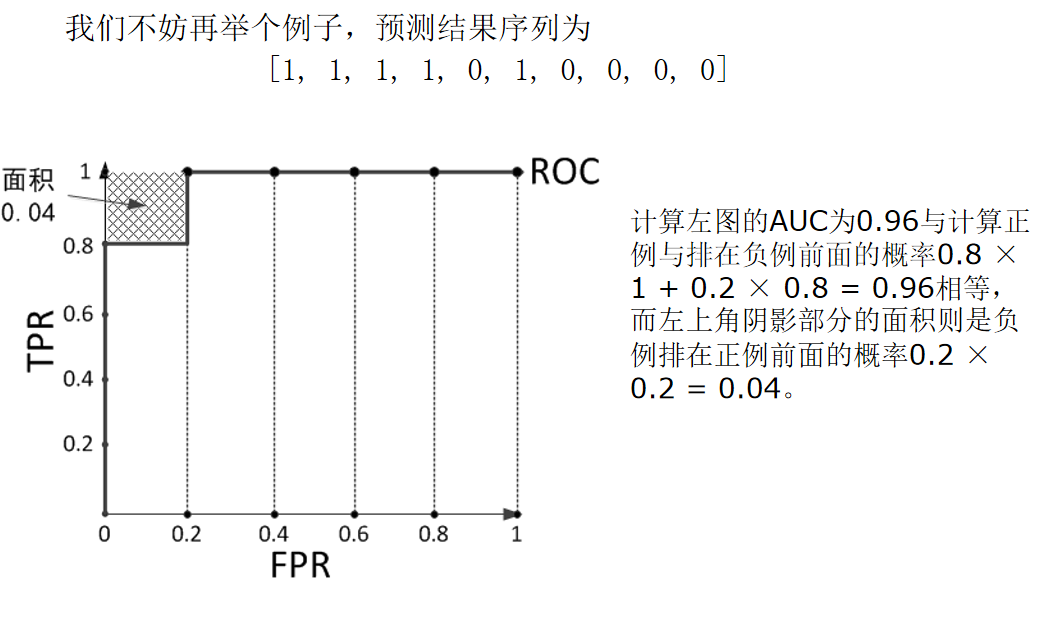 我们不妨再举个例子，预测结果序列为
[1, 1, 1, 1, 0, 1, 0, 0, 0, 0]
面积
0.04
1
0.8
0.6
0.4
0.2
TPR
ROC
0 0.2 0.4 0.6 0.8 1
FPR
计算左图的AUC为0.96与计算正
例与排在负例前面的概率0.8 ×
1 + 0.2 × 0.8 = 0.96相等，
而左上角阴影部分的面积则是负
例排在正例前面的概率0.2 ×
0.2 = 0.04。